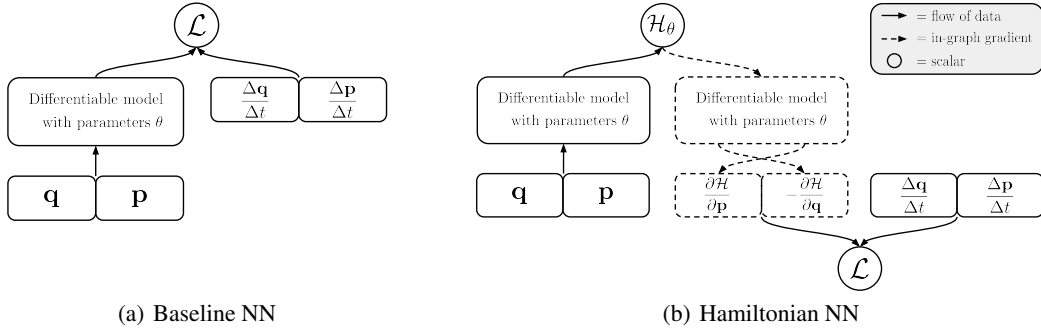 ℒ
Differentiable model
with parameters θ
Δq/Δt Δp/Δt
q p
(a) Baseline NN
ℋ_θ
Differentiable model
with parameters θ
Differentiable model
with parameters θ
q p
∂ℋ/∂p -∂ℋ/∂q
Δq/Δt Δp/Δt
ℒ
(b) Hamiltonian NN
= flow of data
= in-graph gradient
= scalar